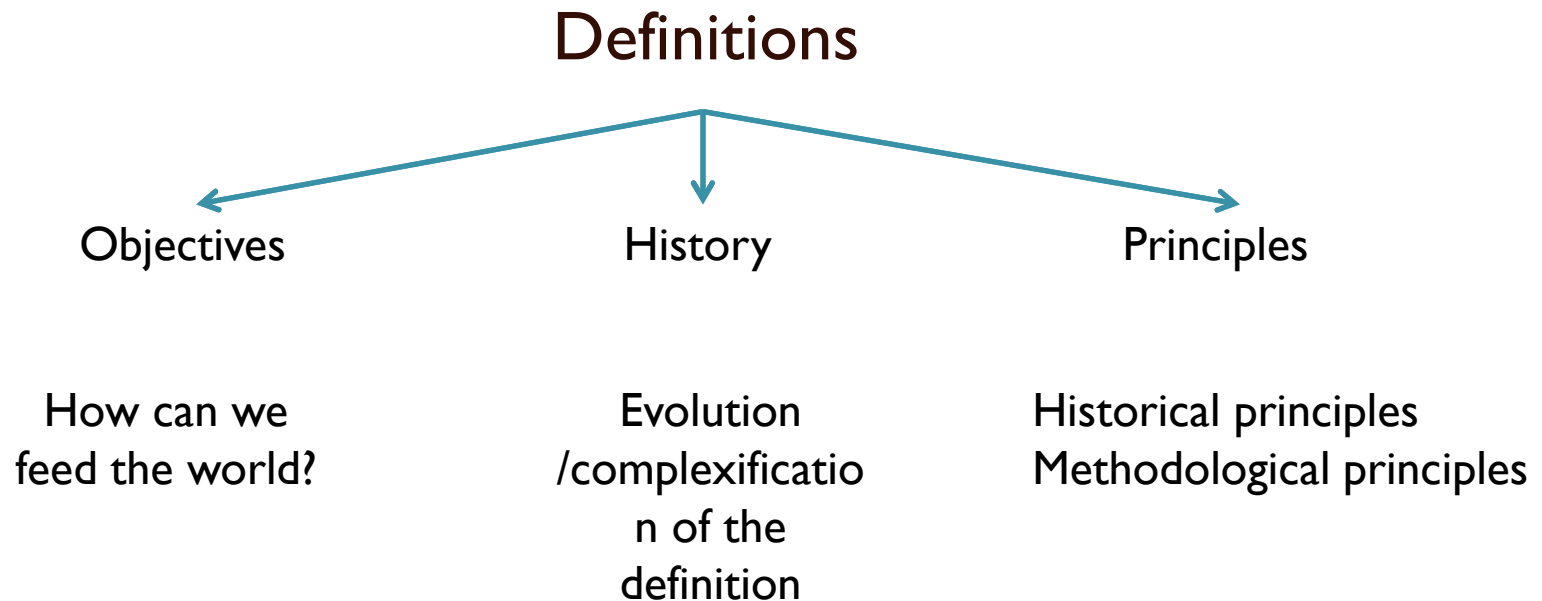 Definitions
Objectives
History
Principles
How can we
feed the world?
Evolution
/complexificatio
n of the
definition
Historical principles
Methodological principles